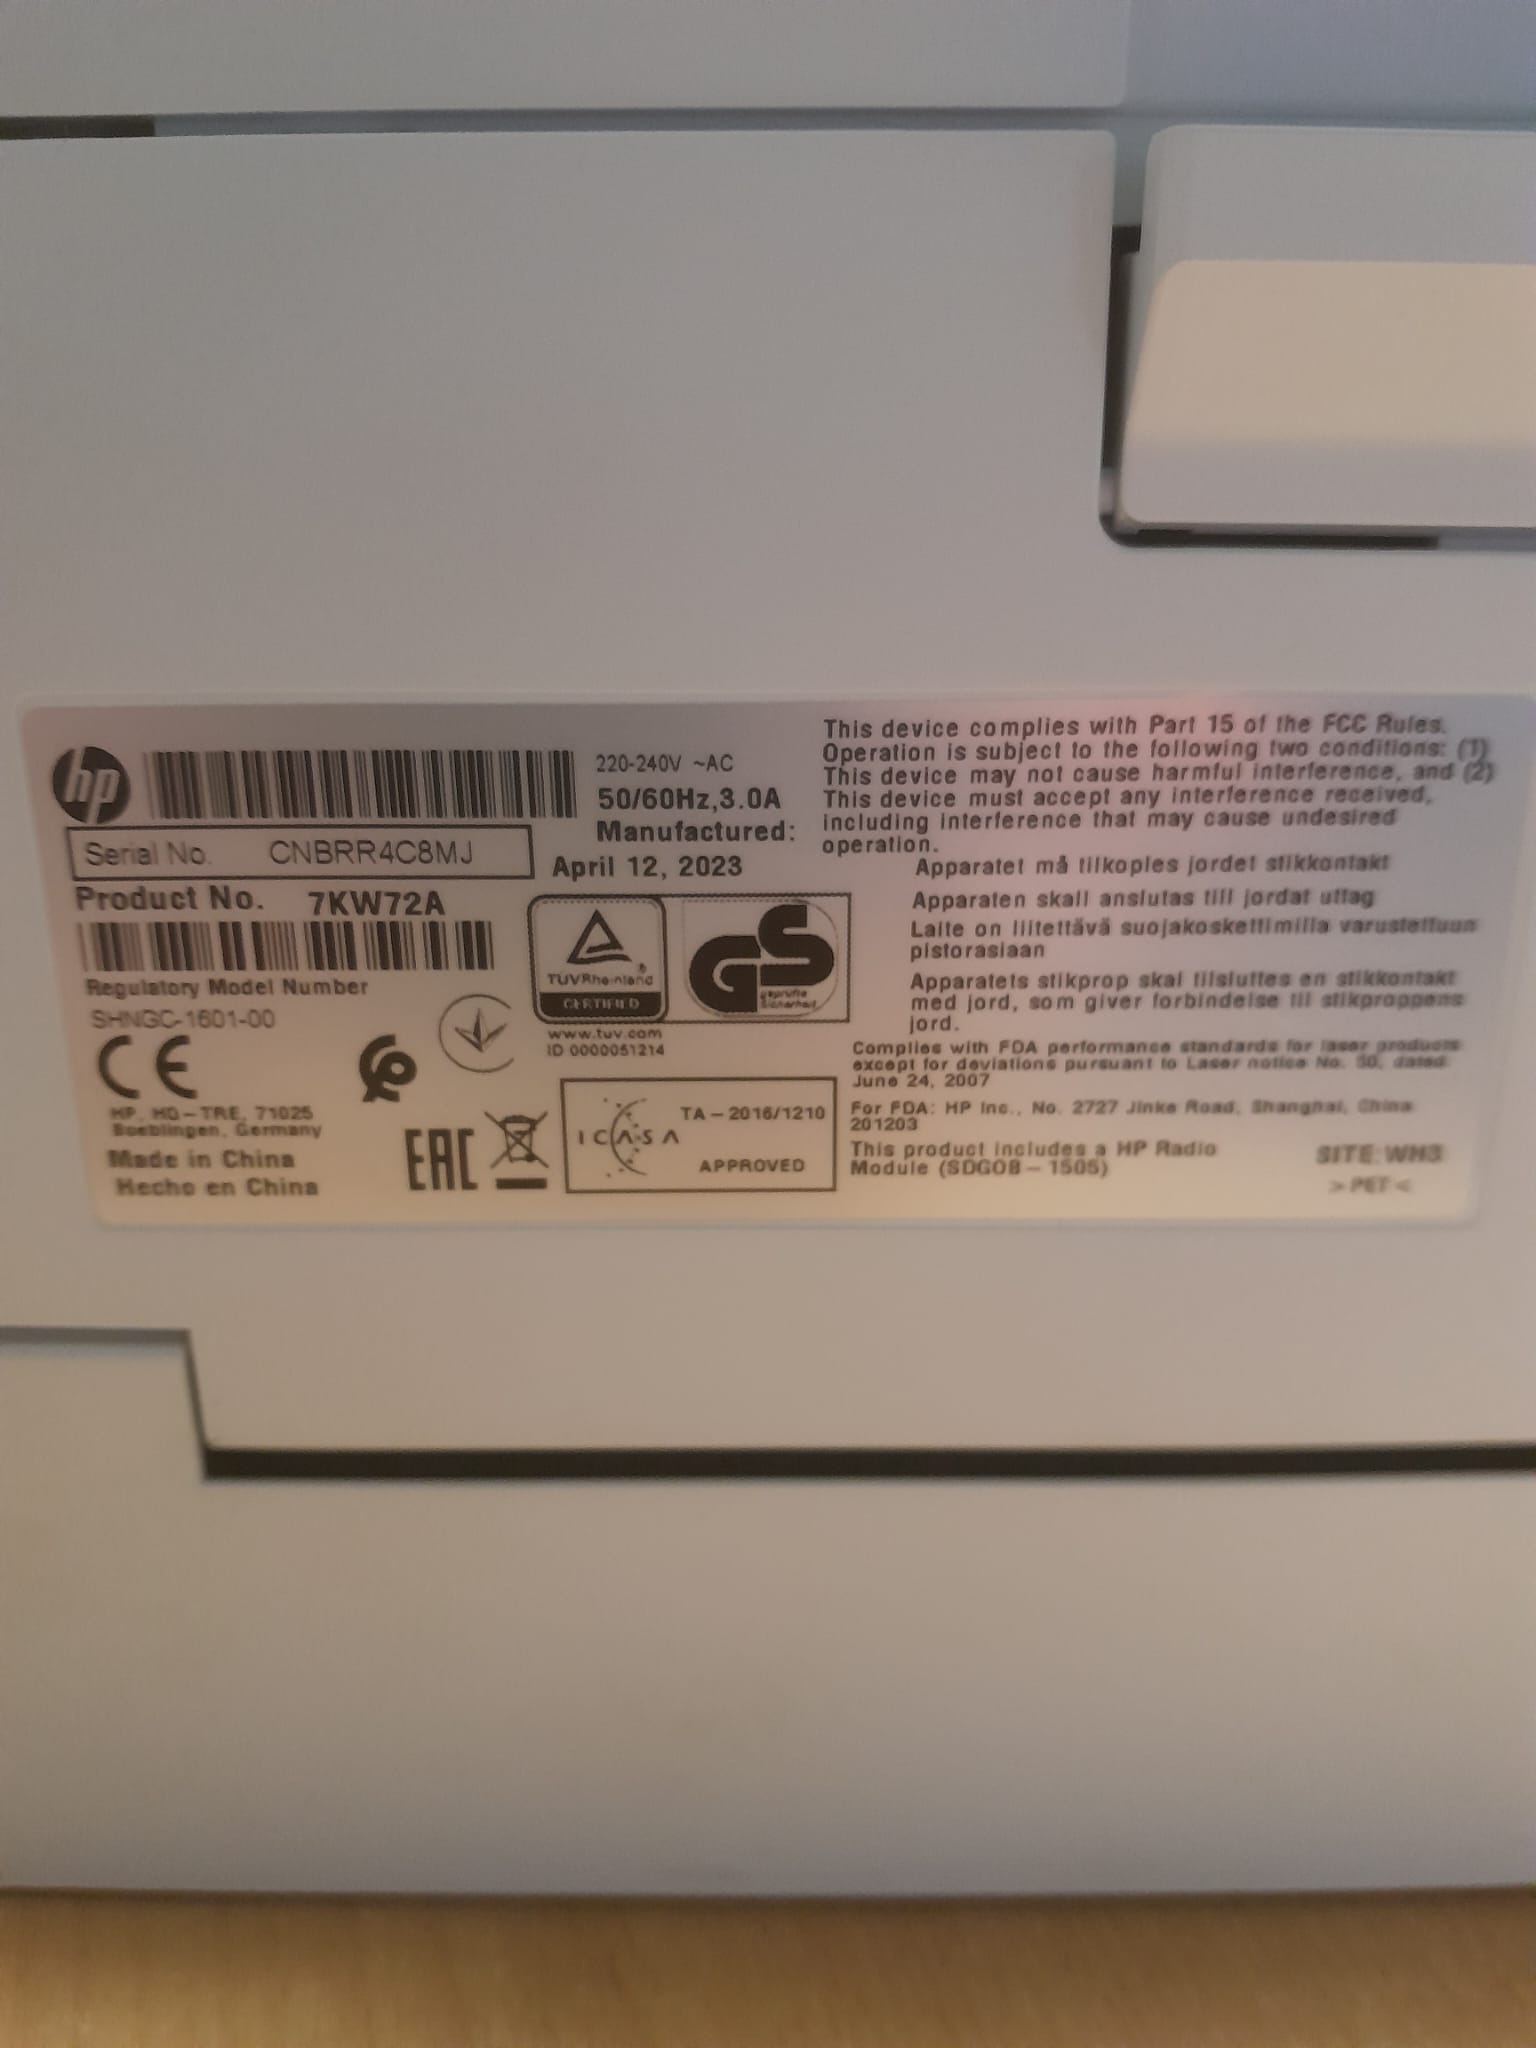 hp
220-240V ~AC
50/60Hz,3.0A
Manufactured:
April 12, 2023
Serial No. CNBRR4C8MJ
Product No. 7KW72A
Regulatory Model Number
SHNGC-1601-00
CE
HP, HQ-TRE, 71025
Boeblingen, Germany
Made in China
Hecho en China
EAC
TÜVRheinland
CERTIFIED
www.tuv.com
ID 0000051214
GS
geprüfte
Sicherheit
ICASA
TA-2016/1210
APPROVED
This device complies with Part 15 of the FCC Rules.
Operation is subject to the following two conditions: (1)
This device may not cause harmful interference, and (2)
This device must accept any interference received,
including interference that may cause undesired
operation.
Apparatet må tilkoples jordet stikkontakt
Apparaten skall anslutas till jordat uttag
Laite on liitettävä suojakoskettimilla varustettuun
pistorasiaan
Apparatets stikprop skal tilsluttes en stikkontakt
med jord, som giver forbindelse til stikproppens
jord.
Complies with FDA performance standards for laser products
except for deviations pursuant to Laser notice No. 50, dated
June 24, 2007
For FDA: HP Inc., No. 2727 Jinke Road, Shanghai, China
201203
This product includes a HP Radio
Module (SDGOB-1505)
SITE:WH3
>PET<